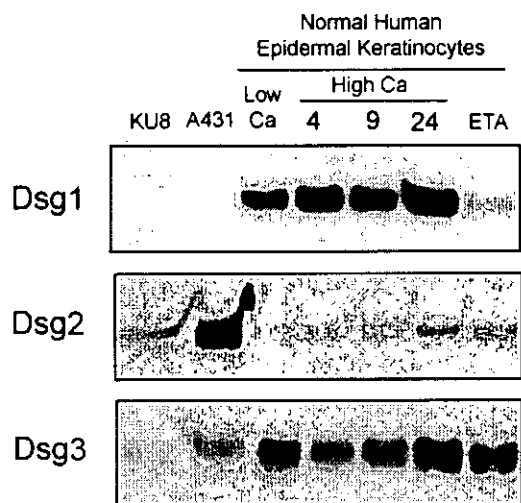 Normal Human
Epidermal Keratinocytes
Low Ca
High Ca
KU8 A431 4 9 24 ETA
Dsg1
Dsg2
Dsg3